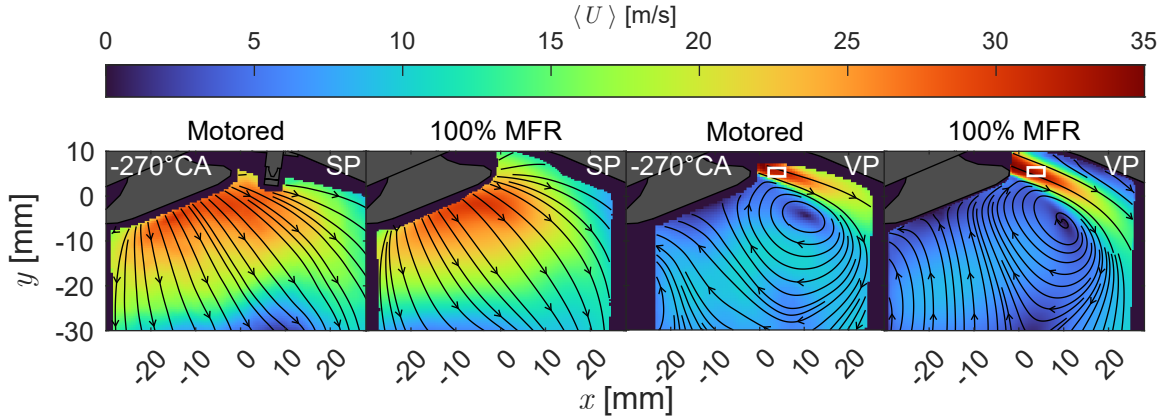 ⟨ U ⟩ [m/s]
0 5 10 15 20 25 30 35
Motored 100% MFR Motored 100% MFR
-270°CA SP SP -270°CA VP VP
10
0
-10
-20
-30
y [mm]
-20 -10 0 10 20 -20 -10 0 10 20 -20 -10 0 10 20 -20 -10 0 10 20
x [mm]